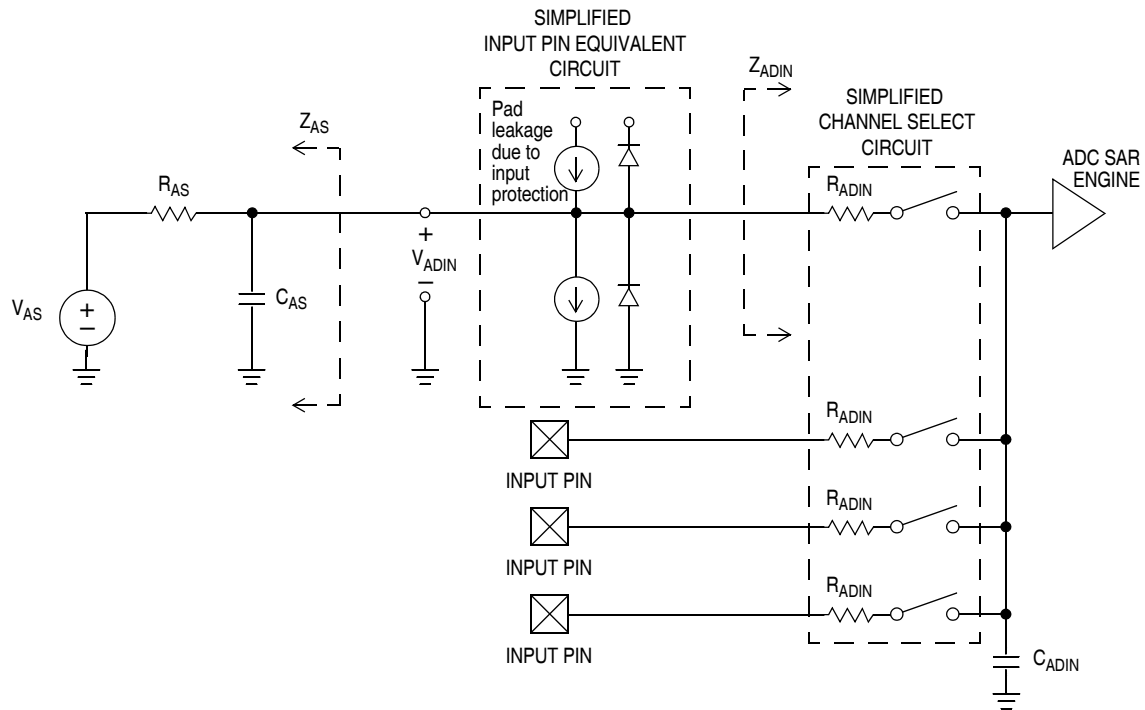 SIMPLIFIED
INPUT PIN EQUIVALENT
CIRCUIT
Z_ADIN
SIMPLIFIED
CHANNEL SELECT
CIRCUIT
Pad
leakage
due to
input
protection
Z_AS
R_AS
R_ADIN
ADC SAR
ENGINE
+
V_ADIN
−
V_AS
+
−
C_AS
R_ADIN
INPUT PIN
R_ADIN
INPUT PIN
R_ADIN
INPUT PIN
C_ADIN